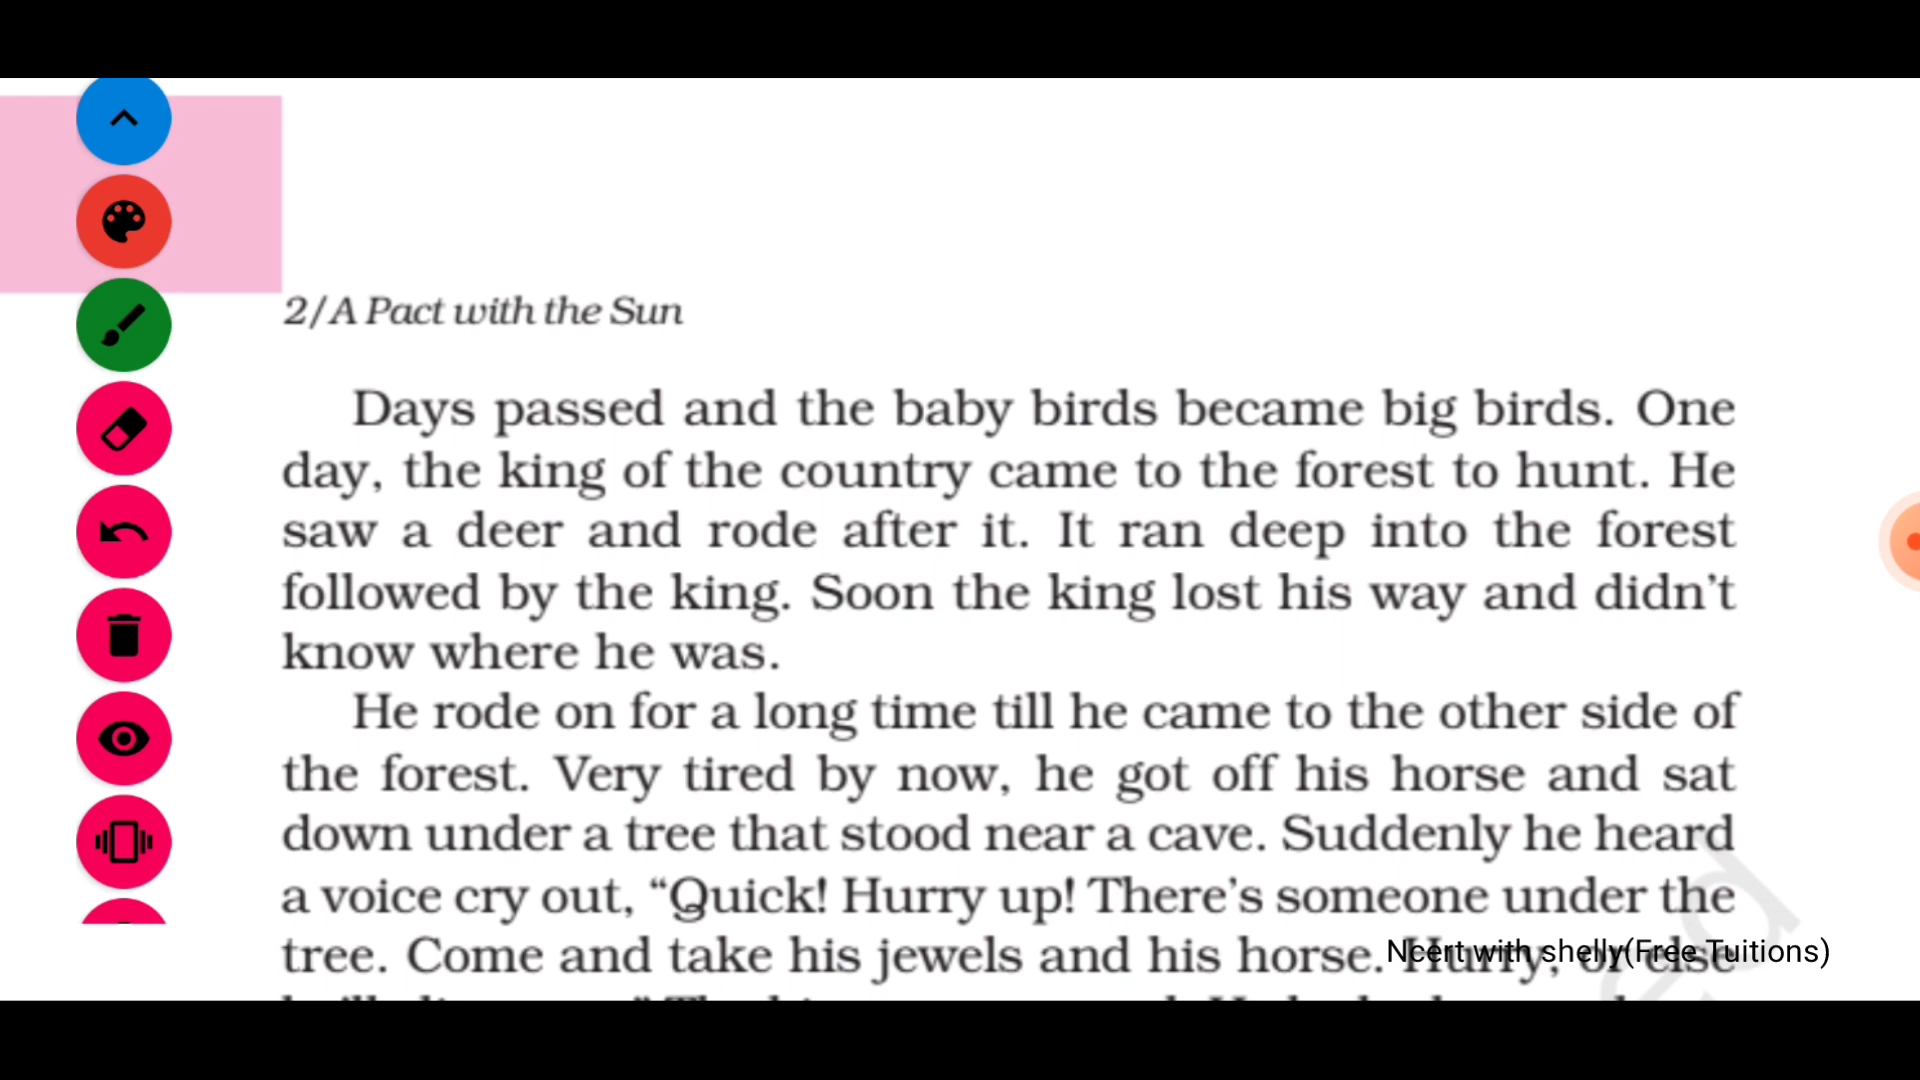 2/A Pact with the Sun
Days passed and the baby birds became big birds. One
day, the king of the country came to the forest to hunt. He
saw a deer and rode after it. It ran deep into the forest
followed by the king. Soon the king lost his way and didn't
know where he was.
He rode on for a long time till he came to the other side of
the forest. Very tired by now, he got off his horse and sat
down under a tree that stood near a cave. Suddenly he heard
a voice cry out, “Quick! Hurry up! There's someone under the
tree. Come and take his jewels and his horse. Hurry, or else
Ncert with shelly(Free Tuitions)